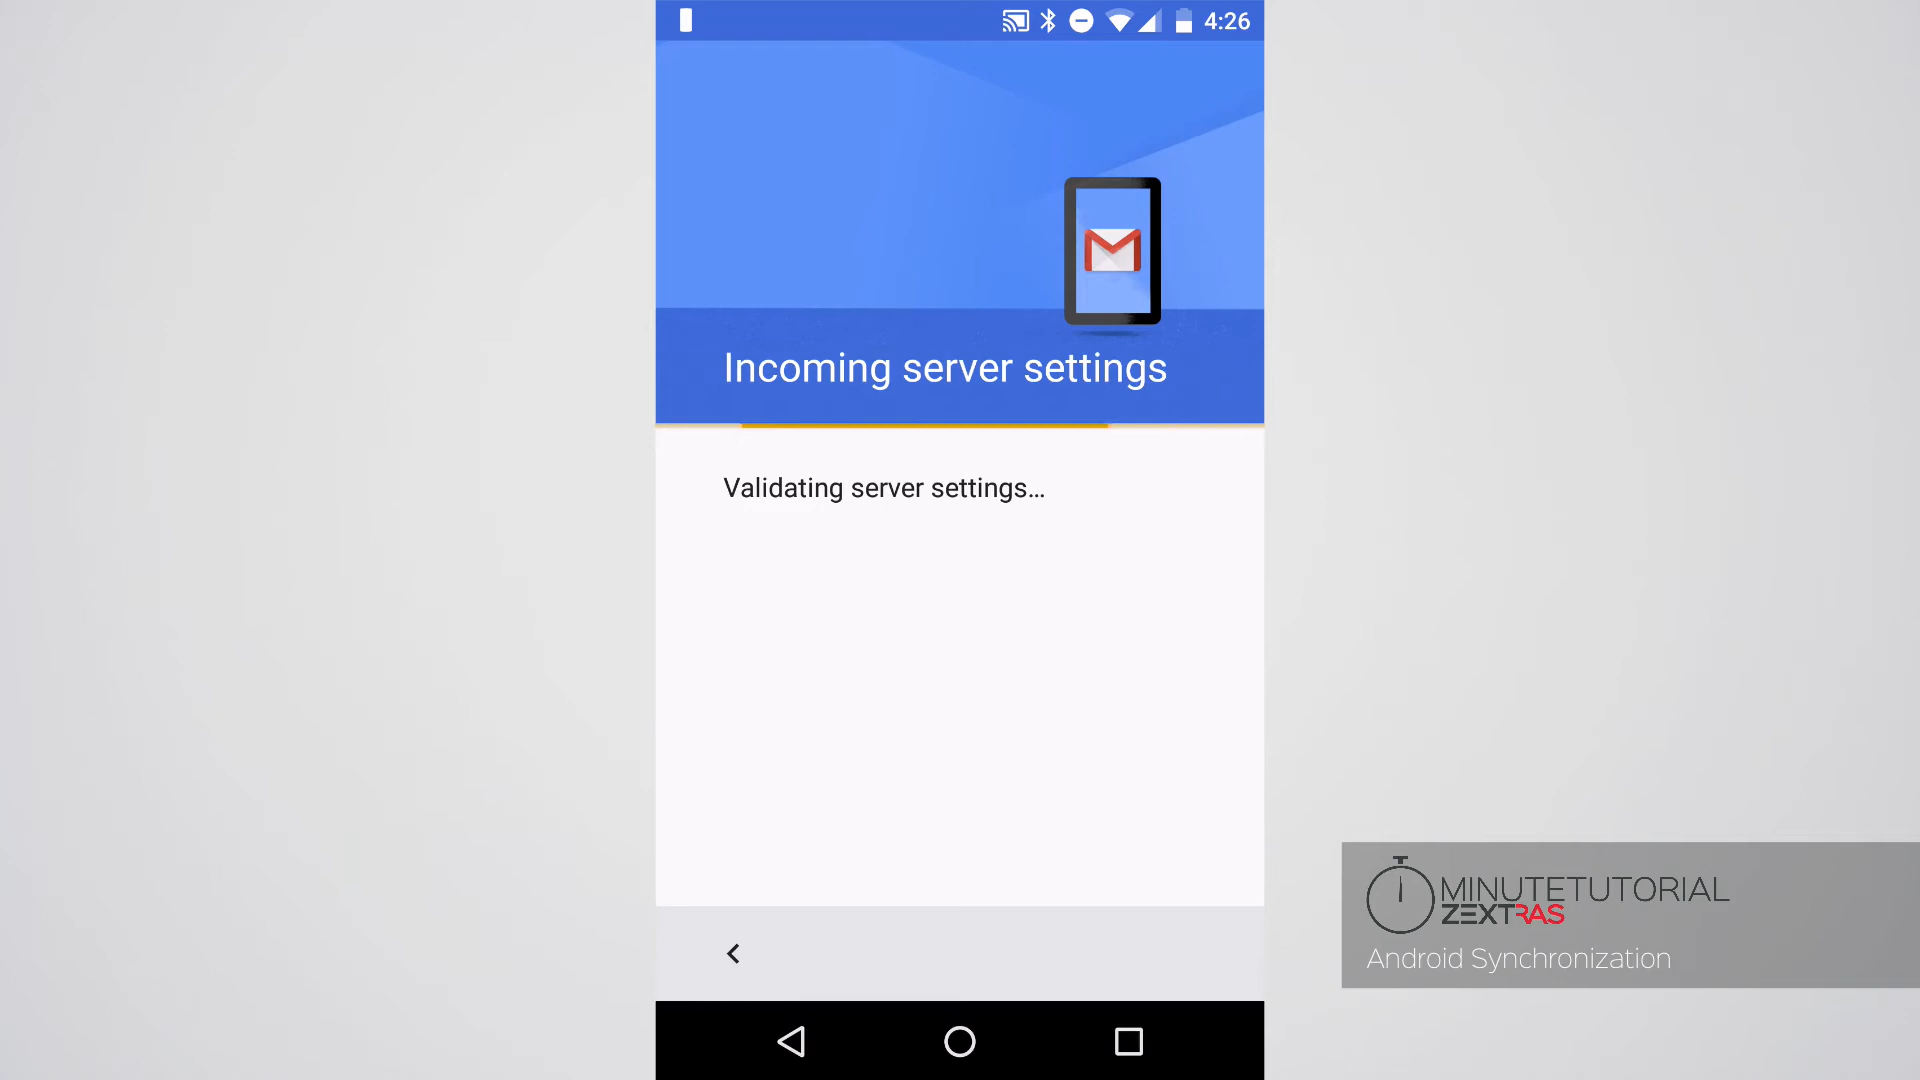 4:26
Incoming server settings
Validating server settings...
MINUTETUTORIAL
ZEXTRAS
Android Synchronization